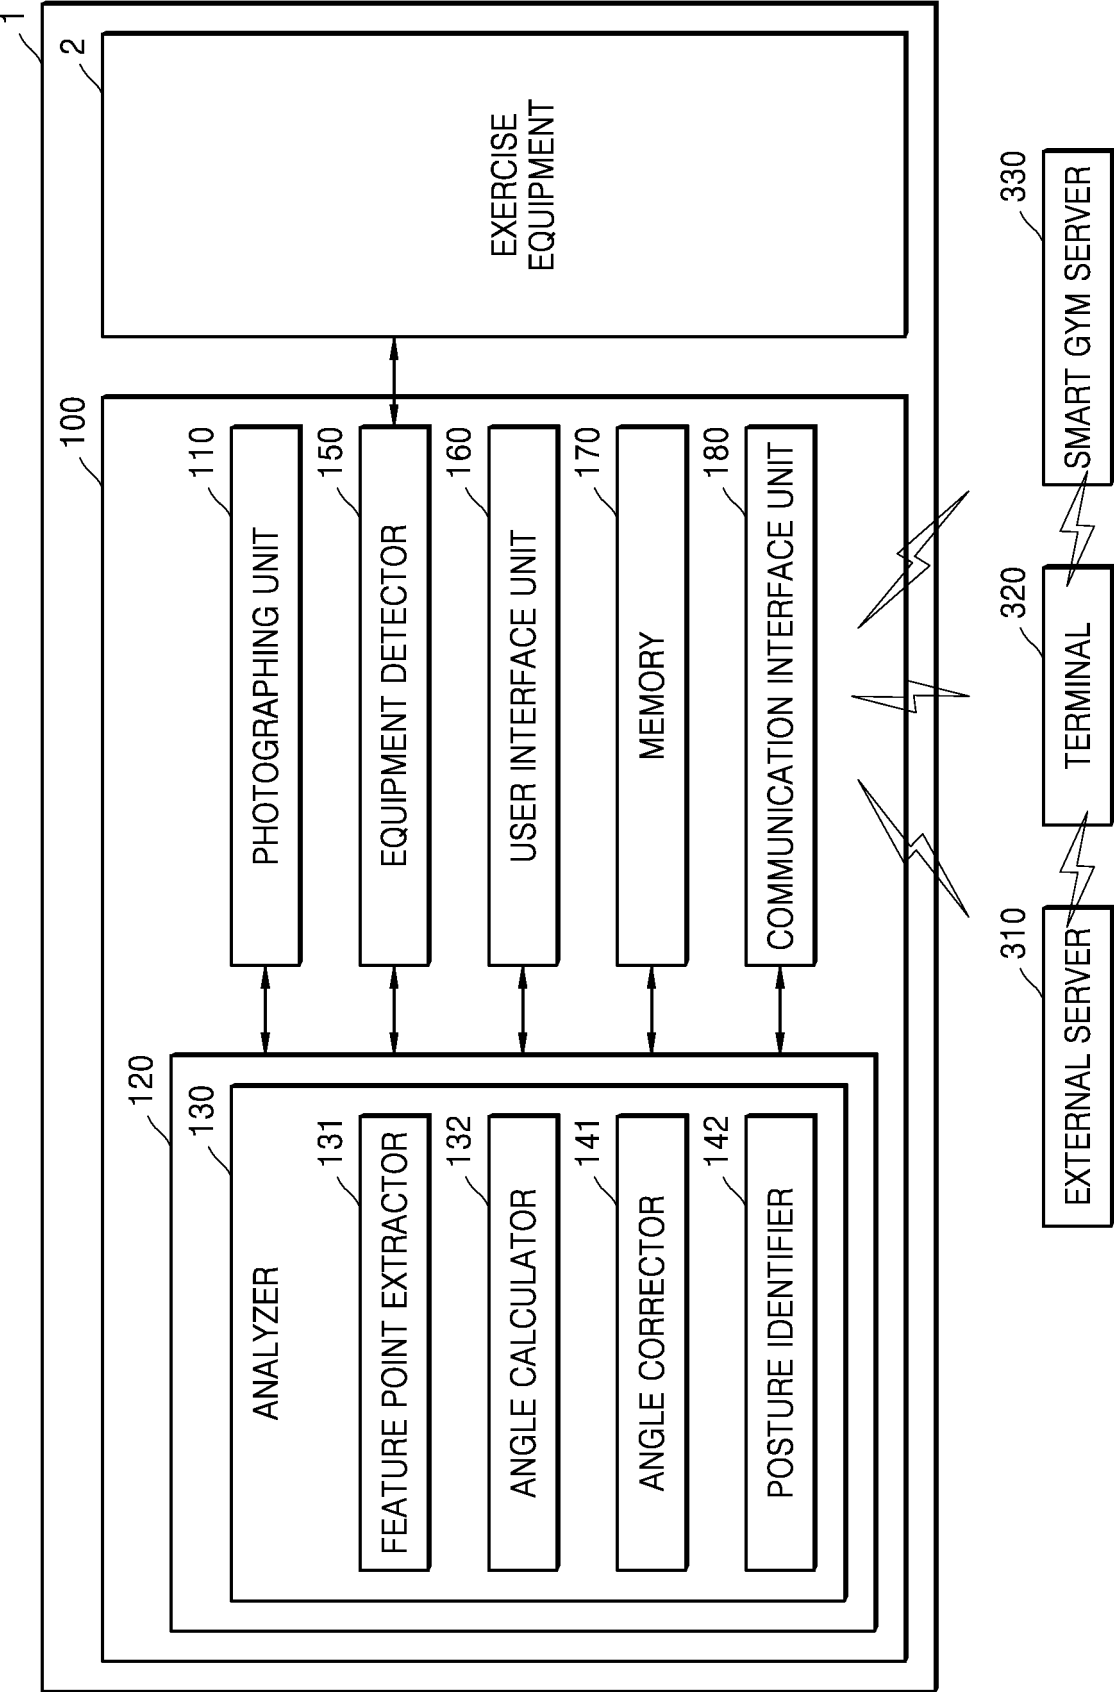 1
100
2
120
130
ANALYZER
110
PHOTOGRAPHING UNIT
131
FEATURE POINT EXTRACTOR
150
EQUIPMENT DETECTOR
132
ANGLE CALCULATOR
160
USER INTERFACE UNIT
EXERCISE
EQUIPMENT
141
ANGLE CORRECTOR
170
MEMORY
142
POSTURE IDENTIFIER
180
COMMUNICATION INTERFACE UNIT
310
EXTERNAL SERVER
320
TERMINAL
330
SMART GYM SERVER